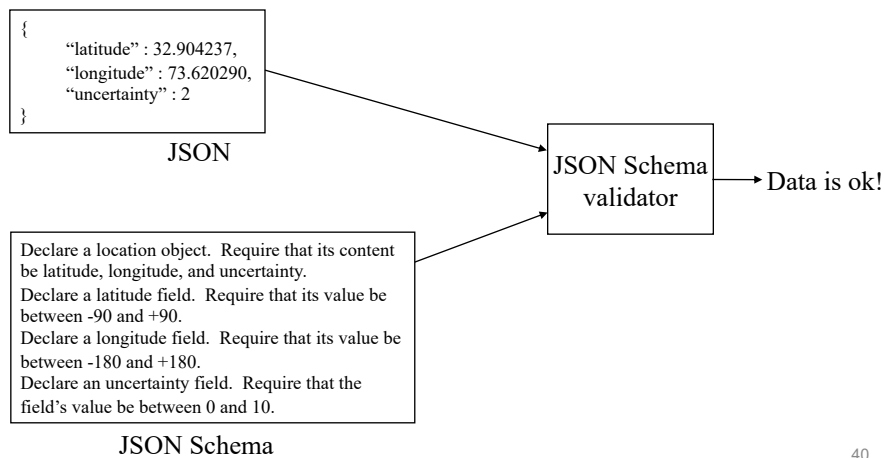 {
“latitude” : 32.904237,
“longitude” : 73.620290,
“uncertainty” : 2
}
JSON
JSON Schema
validator
Data is ok!
Declare a location object. Require that its content
be latitude, longitude, and uncertainty.
Declare a latitude field. Require that its value be
between -90 and +90.
Declare a longitude field. Require that its value be
between -180 and +180.
Declare an uncertainty field. Require that the
field’s value be between 0 and 10.
JSON Schema
40